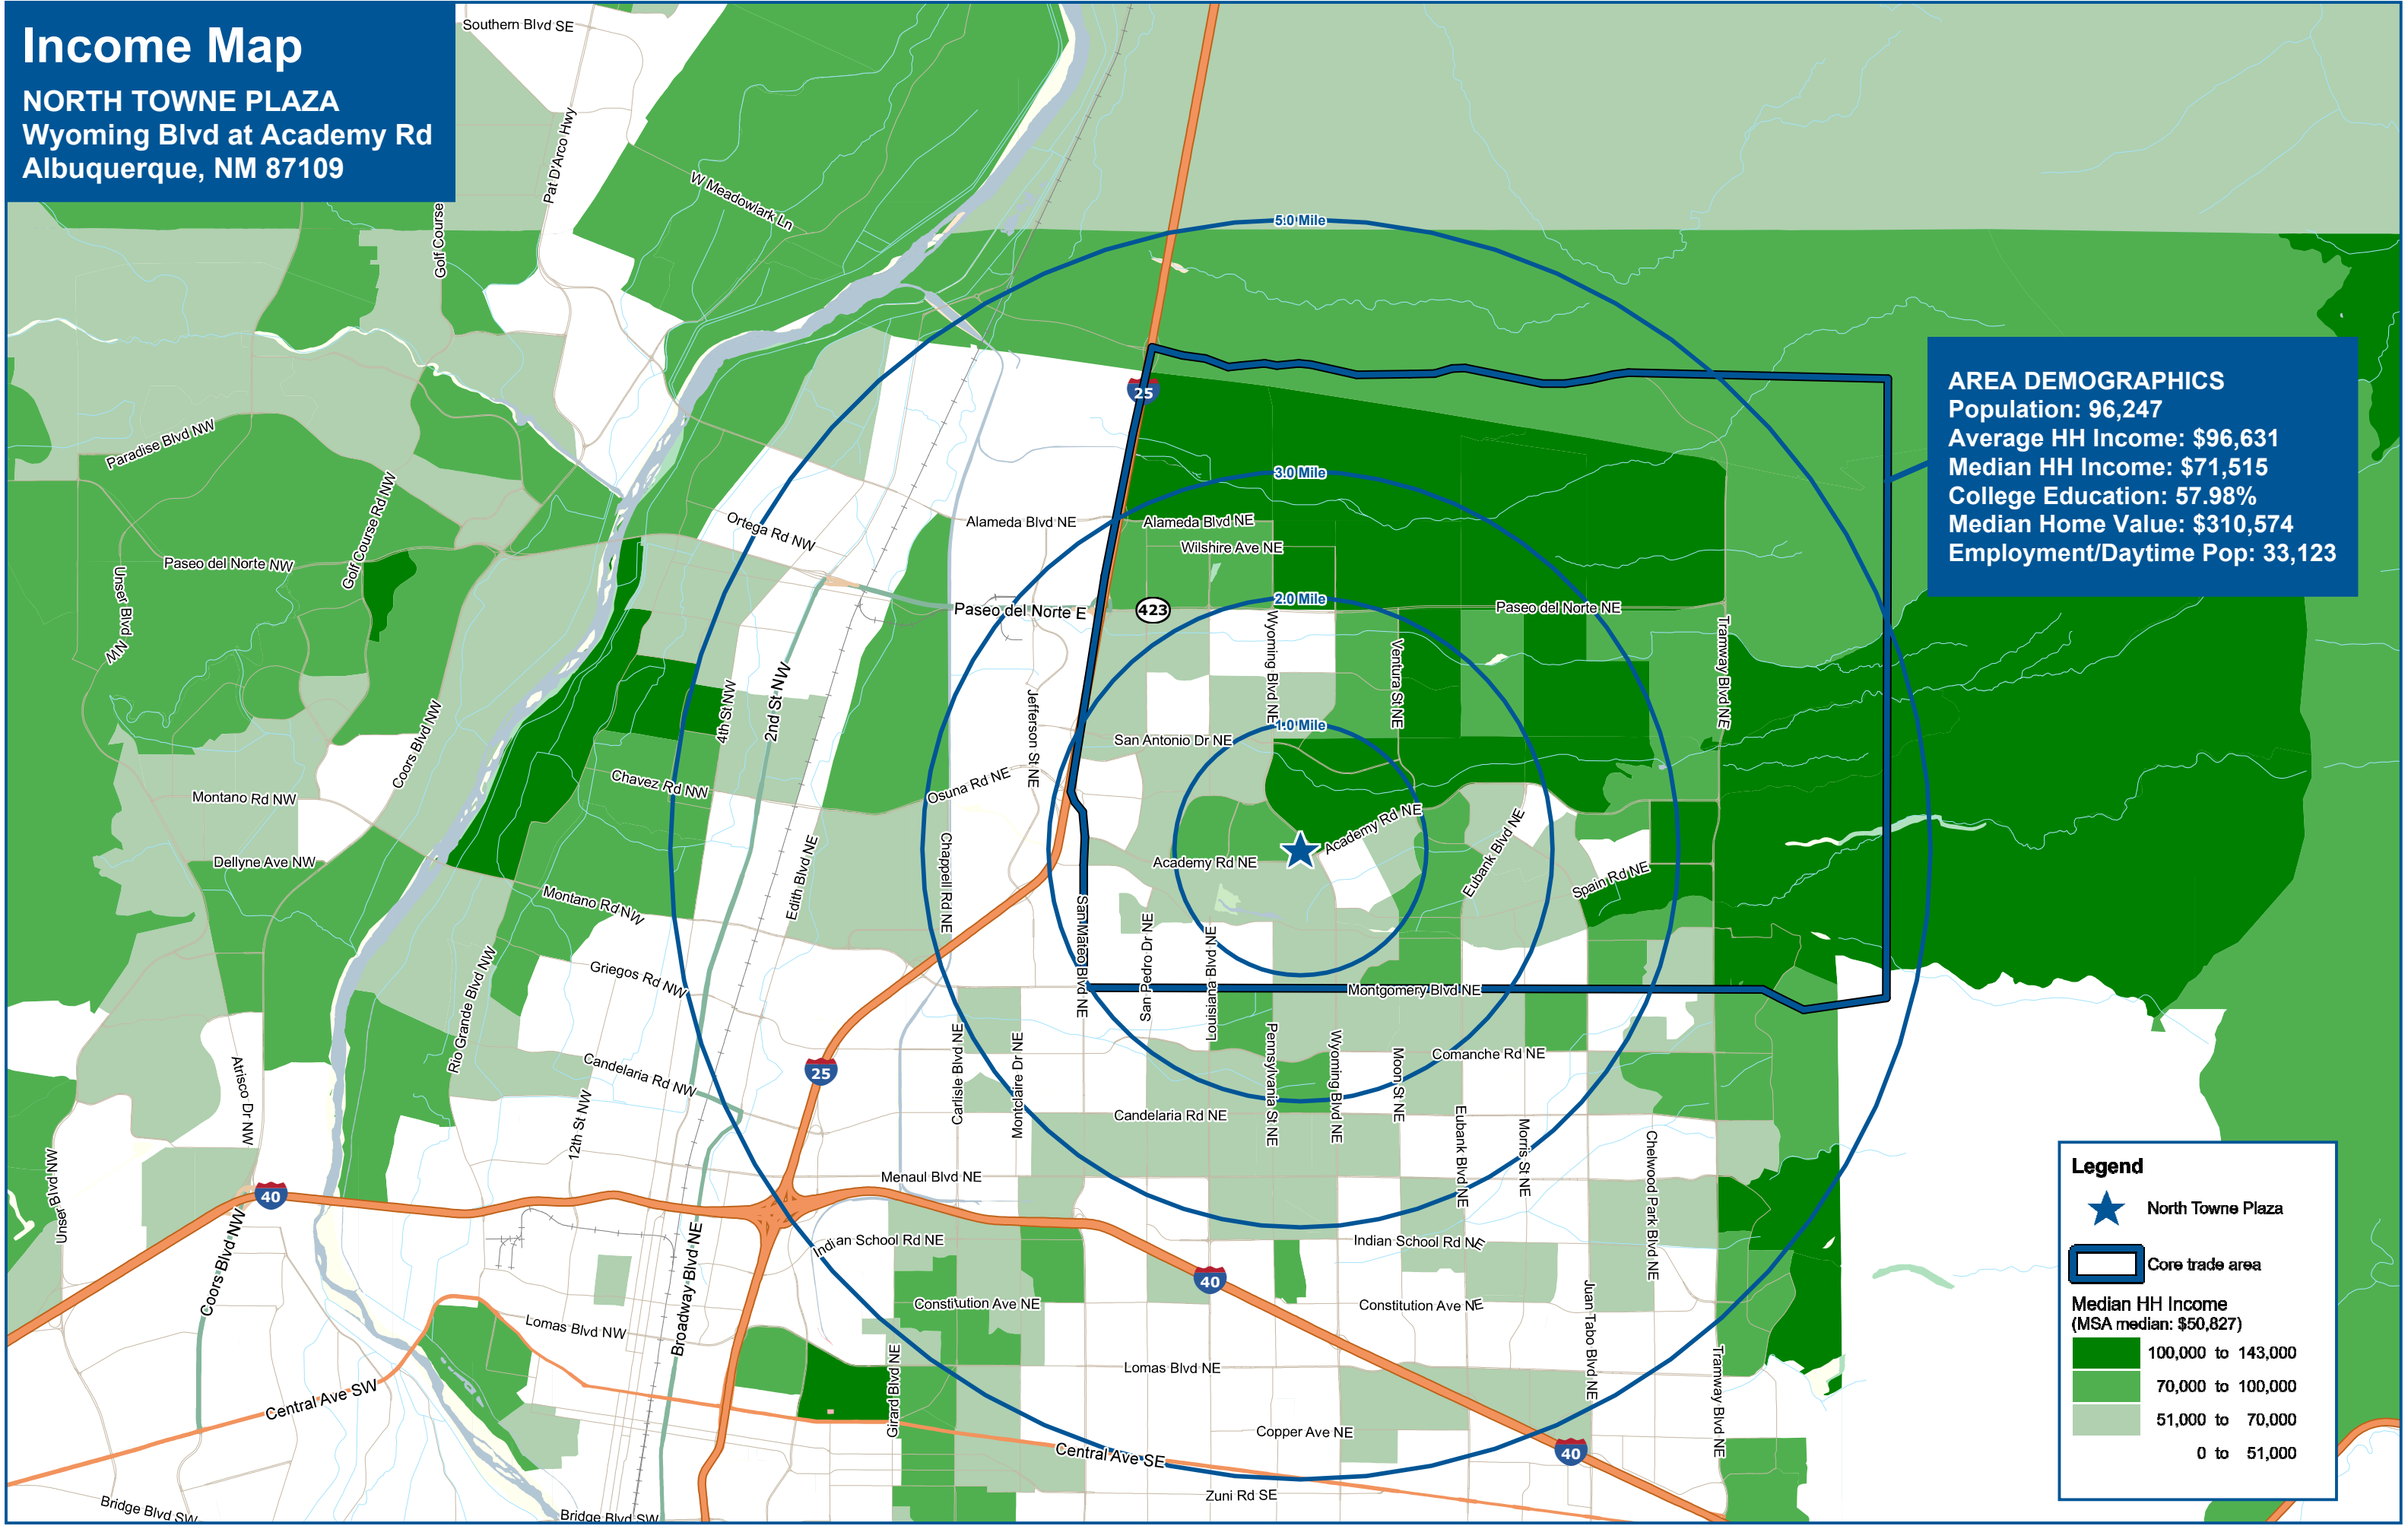 Income Map
NORTH TOWNE PLAZA
Wyoming Blvd at Academy Rd
Albuquerque, NM 87109
Southern Blvd SE
Pat D'Arco Hwy
Golf Course
W Meadowlark Ln
5.0 Mile
AREA DEMOGRAPHICS
Population: 96,247
Average HH Income: $96,631
Median HH Income: $71,515
College Education: 57.98%
Median Home Value: $310,574
Employment/Daytime Pop: 33,123
25
Paradise Blvd NW
Golf Course Rd NW
3.0 Mile
Ortega Rd NW
Alameda Blvd NE
Alameda Blvd NE
Wilshire Ave NE
Paseo del Norte NW
Unser Blvd NW
2.0 Mile
Paseo del Norte E
423
Paseo del Norte NE
Wyoming Blvd NE
Ventura St NE
Tramway Blvd NE
Coors Blvd NW
4th St NW
2nd St NW
Jefferson St NE
1.0 Mile
San Antonio Dr NE
Chavez Rd NW
Osuna Rd NE
Montano Rd NW
Academy Rd NE
Eubank Blvd NE
Dellyne Ave NW
Edith Blvd NE
Chappell Rd NE
Academy Rd NE
Spain Rd NE
Montano Rd NW
San Mateo Blvd NE
San Pedro Dr NE
Louisiana Blvd NE
Griegos Rd NW
Rio Grande Blvd NW
Montgomery Blvd NE
Atrisco Dr NW
Candelaria Rd NW
25
Carlisle Blvd NE
Montclaire Dr NE
Pennsylvania St NE
Wyoming Blvd NE
Moon St NE
Comanche Rd NE
12th St NW
Candelaria Rd NE
Eubank Blvd NE
Morris St NE
Chelwood Park Blvd NE
Unser Blvd NW
40
Menaul Blvd NE
Coors Blvd NW
Broadway Blvd NE
Indian School Rd NE
Indian School Rd NE
40
Constitution Ave NE
Constitution Ave NE
Juan Tabo Blvd NE
Lomas Blvd NW
Girard Blvd NE
Lomas Blvd NE
Tramway Blvd NE
Central Ave SW
Copper Ave NE
Central Ave SE
40
Zuni Rd SE
Bridge Blvd SW
Bridge Blvd SW
Legend
North Towne Plaza
Core trade area
Median HH Income
(MSA median: $50,827)
100,000 to 143,000
70,000 to 100,000
51,000 to 70,000
0 to 51,000